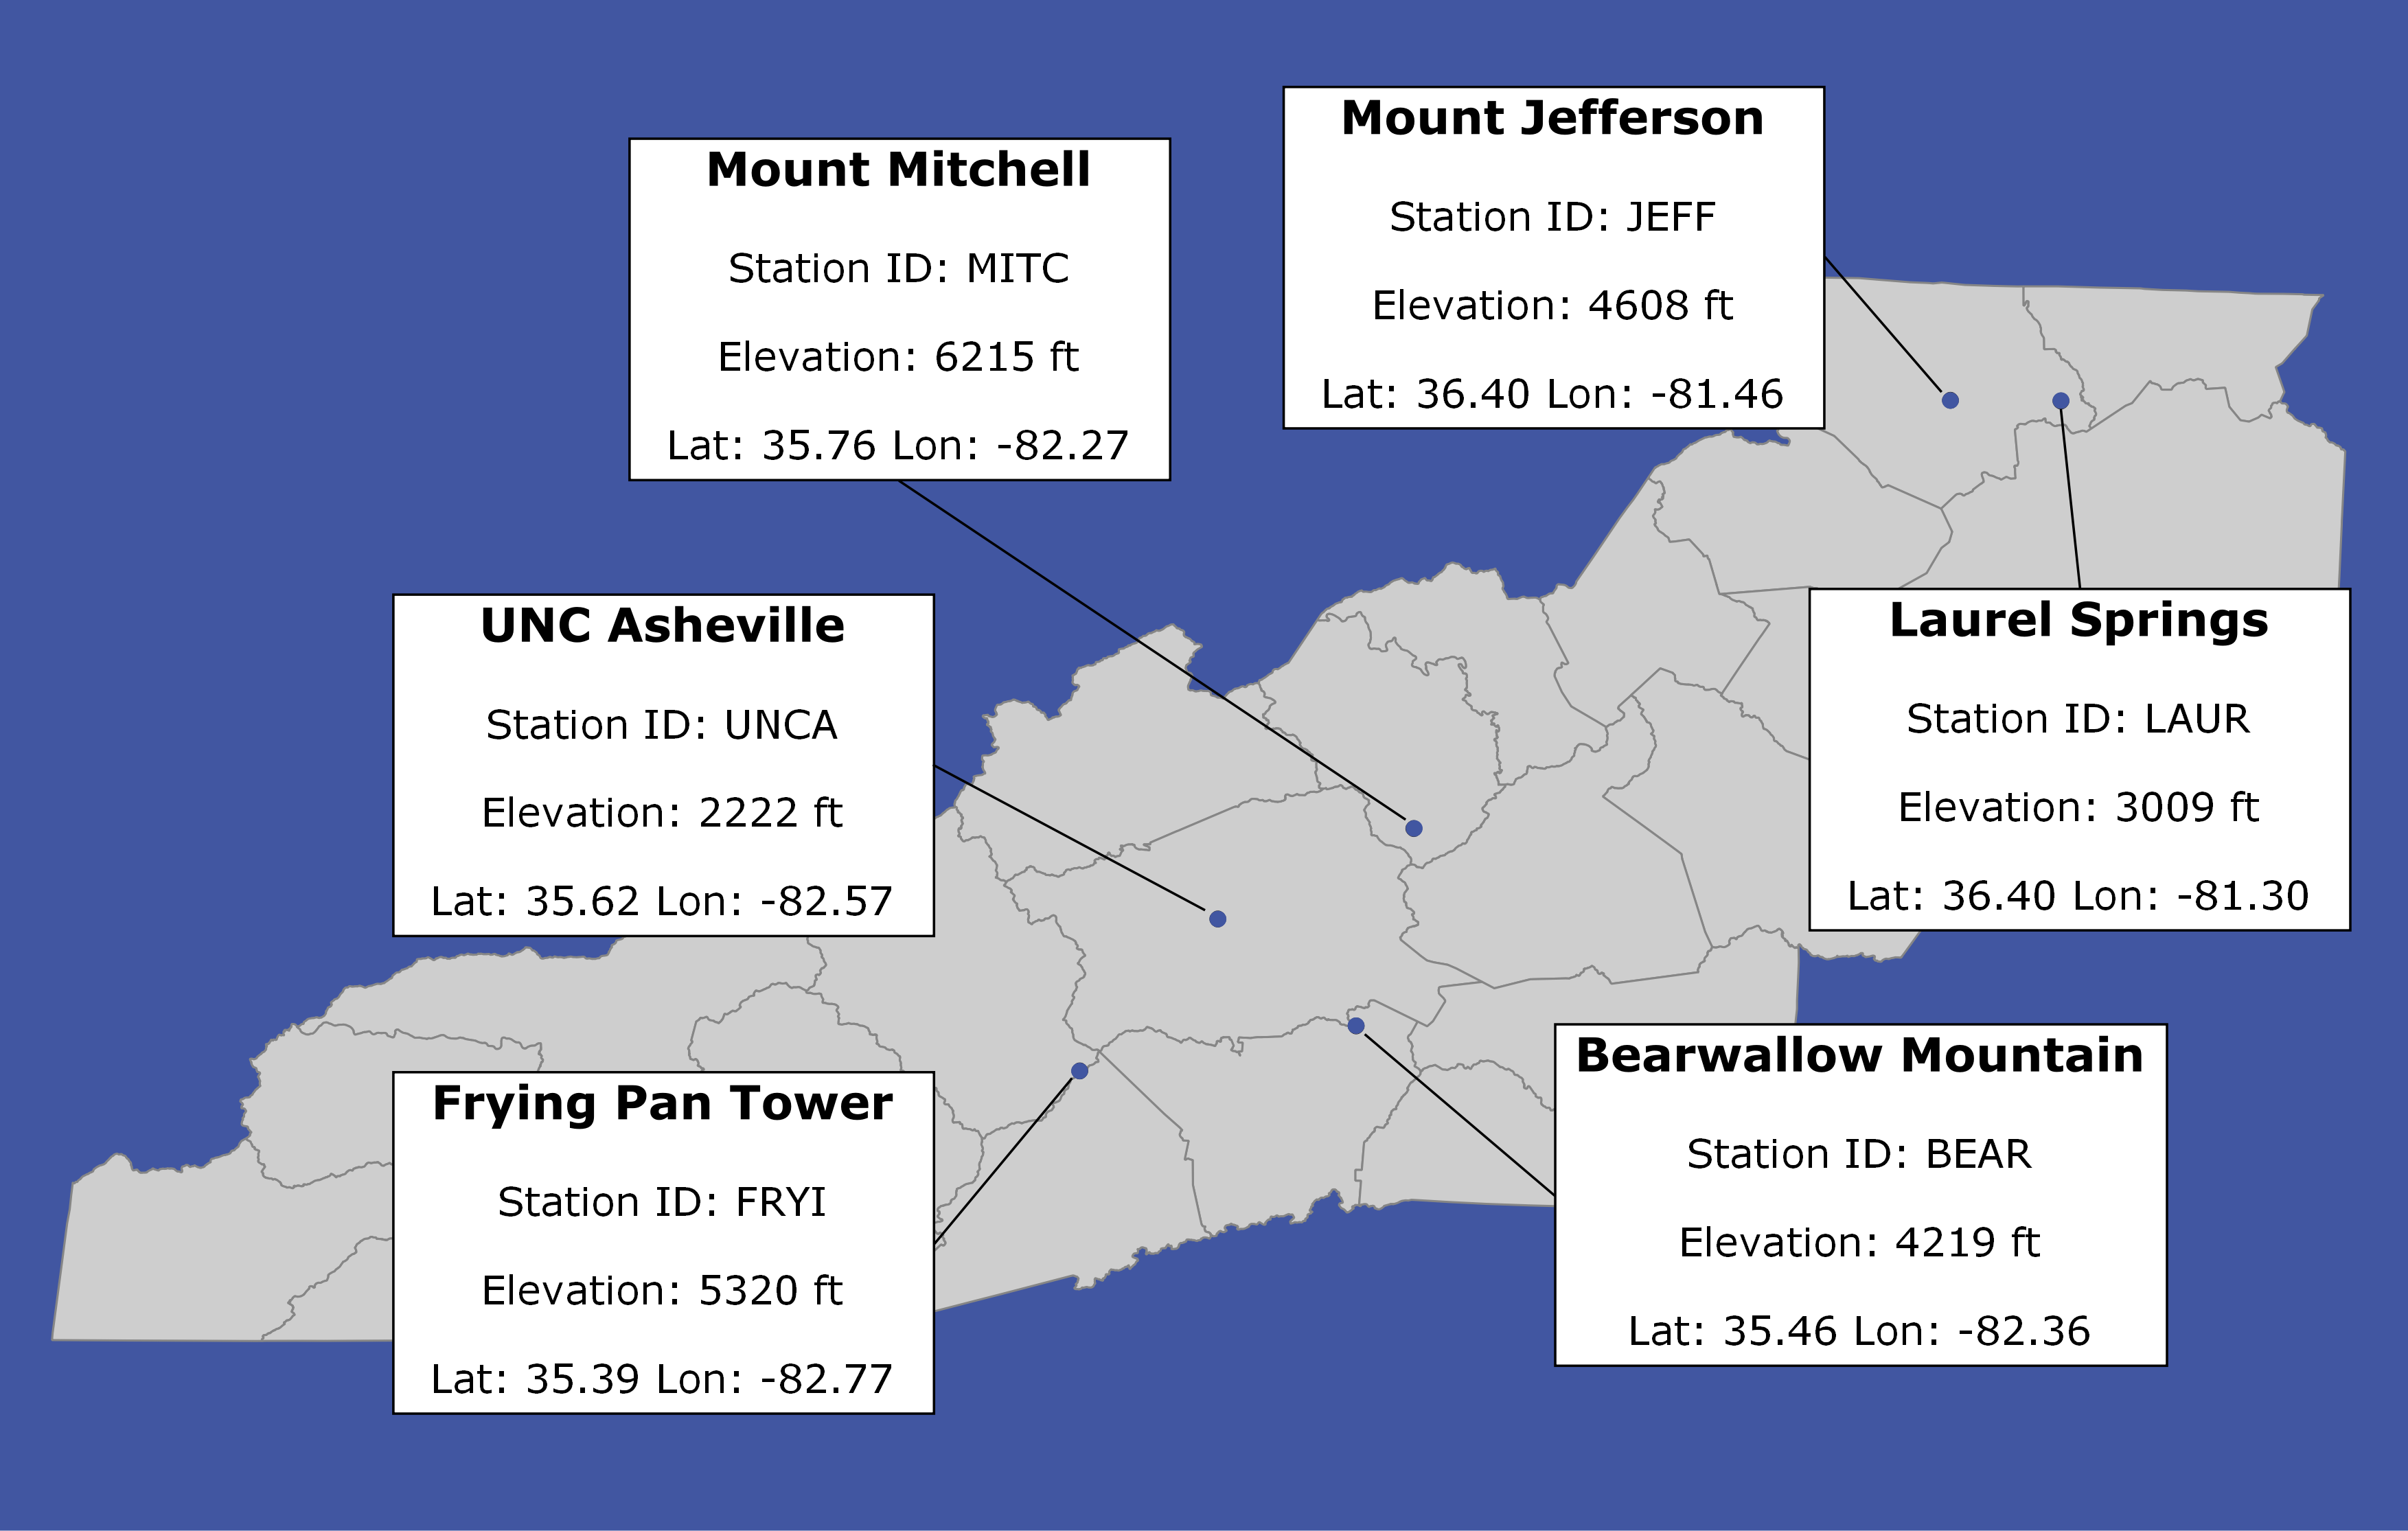 Mount Jefferson
Station ID: JEFF
Elevation: 4608 ft
Lat: 36.40 Lon: -81.46
Mount Mitchell
Station ID: MITC
Elevation: 6215 ft
Lat: 35.76 Lon: -82.27
UNC Asheville
Station ID: UNCA
Elevation: 2222 ft
Lat: 35.62 Lon: -82.57
Laurel Springs
Station ID: LAUR
Elevation: 3009 ft
Lat: 36.40 Lon: -81.30
Frying Pan Tower
Station ID: FRYI
Elevation: 5320 ft
Lat: 35.39 Lon: -82.77
Bearwallow Mountain
Station ID: BEAR
Elevation: 4219 ft
Lat: 35.46 Lon: -82.36